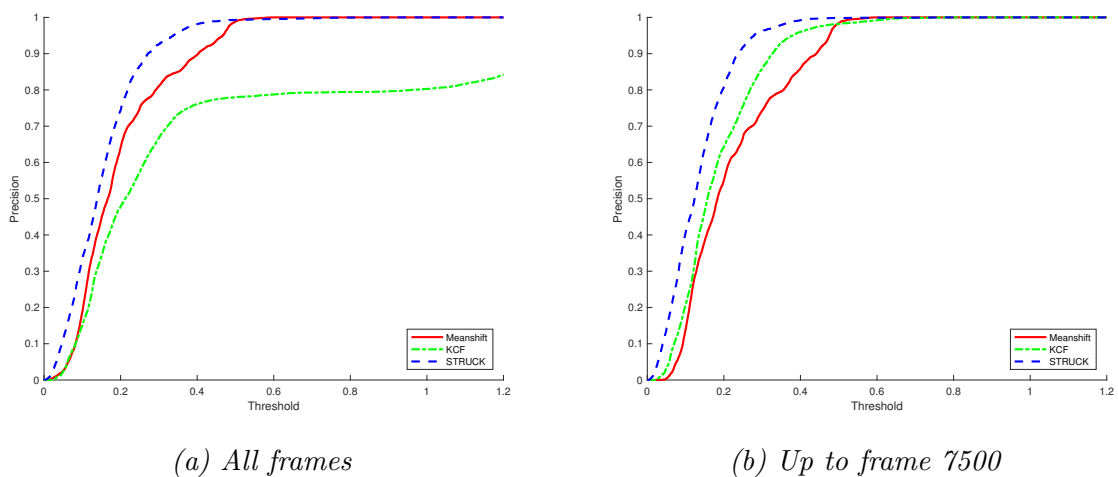 1
0.9
0.8
0.7
0.6
0.5
0.4
0.3
0.2
0.1
0
Precision
0 0.2 0.4 0.6 0.8 1 1.2
Threshold
Meanshift
KCF
STRUCK
(a) All frames
1
0.9
0.8
0.7
0.6
0.5
0.4
0.3
0.2
0.1
0
Precision
0 0.2 0.4 0.6 0.8 1 1.2
Threshold
Meanshift
KCF
STRUCK
(b) Up to frame 7500